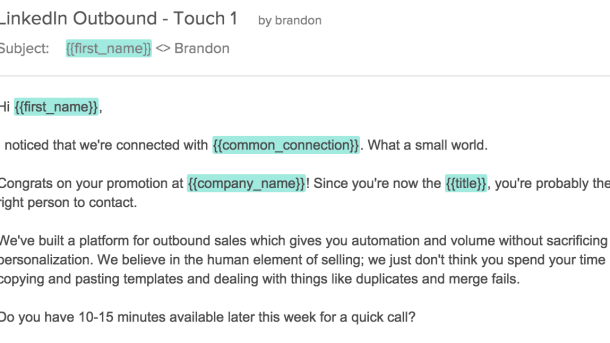 LinkedIn Outbound - Touch 1 by brandon
Subject: {{first_name}} <> Brandon
Hi {{first_name}},
noticed that we're connected with {{common_connection}}. What a small world.
Congrats on your promotion at {{company_name}}! Since you're now the {{title}}, you're probably the
right person to contact.
We've built a platform for outbound sales which gives you automation and volume without sacrificing
personalization. We believe in the human element of selling; we just don't think you spend your time
copying and pasting templates and dealing with things like duplicates and merge fails.
Do you have 10-15 minutes available later this week for a quick call?